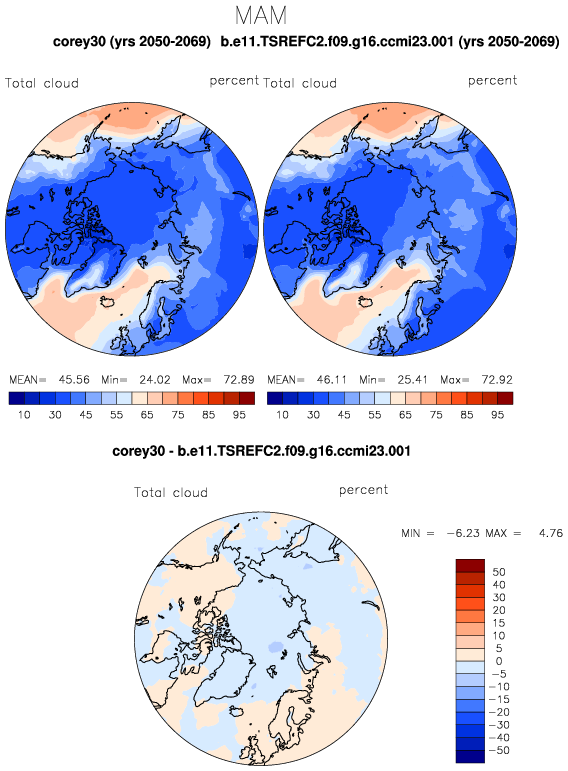 MAM
corey30 (yrs 2050-2069) b.e11.TSREFC2.f09.g16.ccmi23.001 (yrs 2050-2069)
Total cloud percent Total cloud percent
MEAN= 45.56 Min= 24.02 Max= 72.89 MEAN= 46.11 Min= 25.41 Max= 72.92
10 30 45 55 65 75 85 95 10 30 45 55 65 75 85 95
corey30 - b.e11.TSREFC2.f09.g16.ccmi23.001
Total cloud percent
MIN = -6.23 MAX = 4.76
50
40
30
20
15
10
5
0
-5
-10
-15
-20
-30
-40
-50